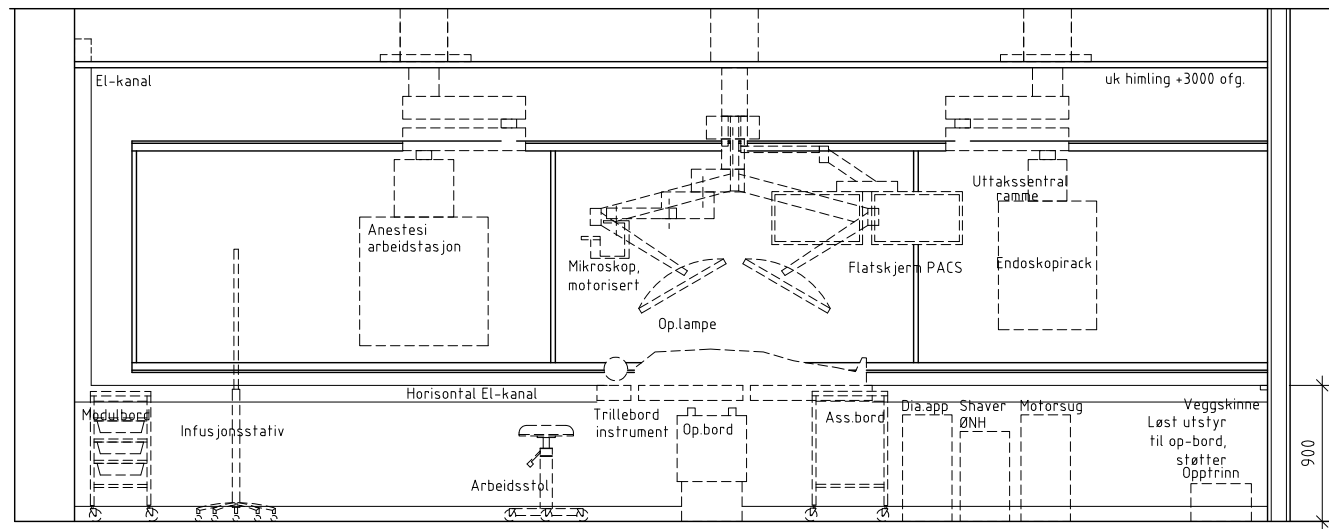 El-kanal
uk himling +3000 ofg.
Uttakssentral
ramme
Anestesi
arbeidstasjon
Mikroskop,
motorisert
Flatskjerm PACS
Endoskopirack
Op.lampe
Horisontal El-kanal
Modulbord
Infusjonsstativ
Trillebord
instrument
Op.bord
Ass.bord
Dia.app
Shaver
ØNH
Motorsug
Veggskinne
Løst utstyr
til op-bord,
støtter
Opptrinn
Arbeidsstol
900